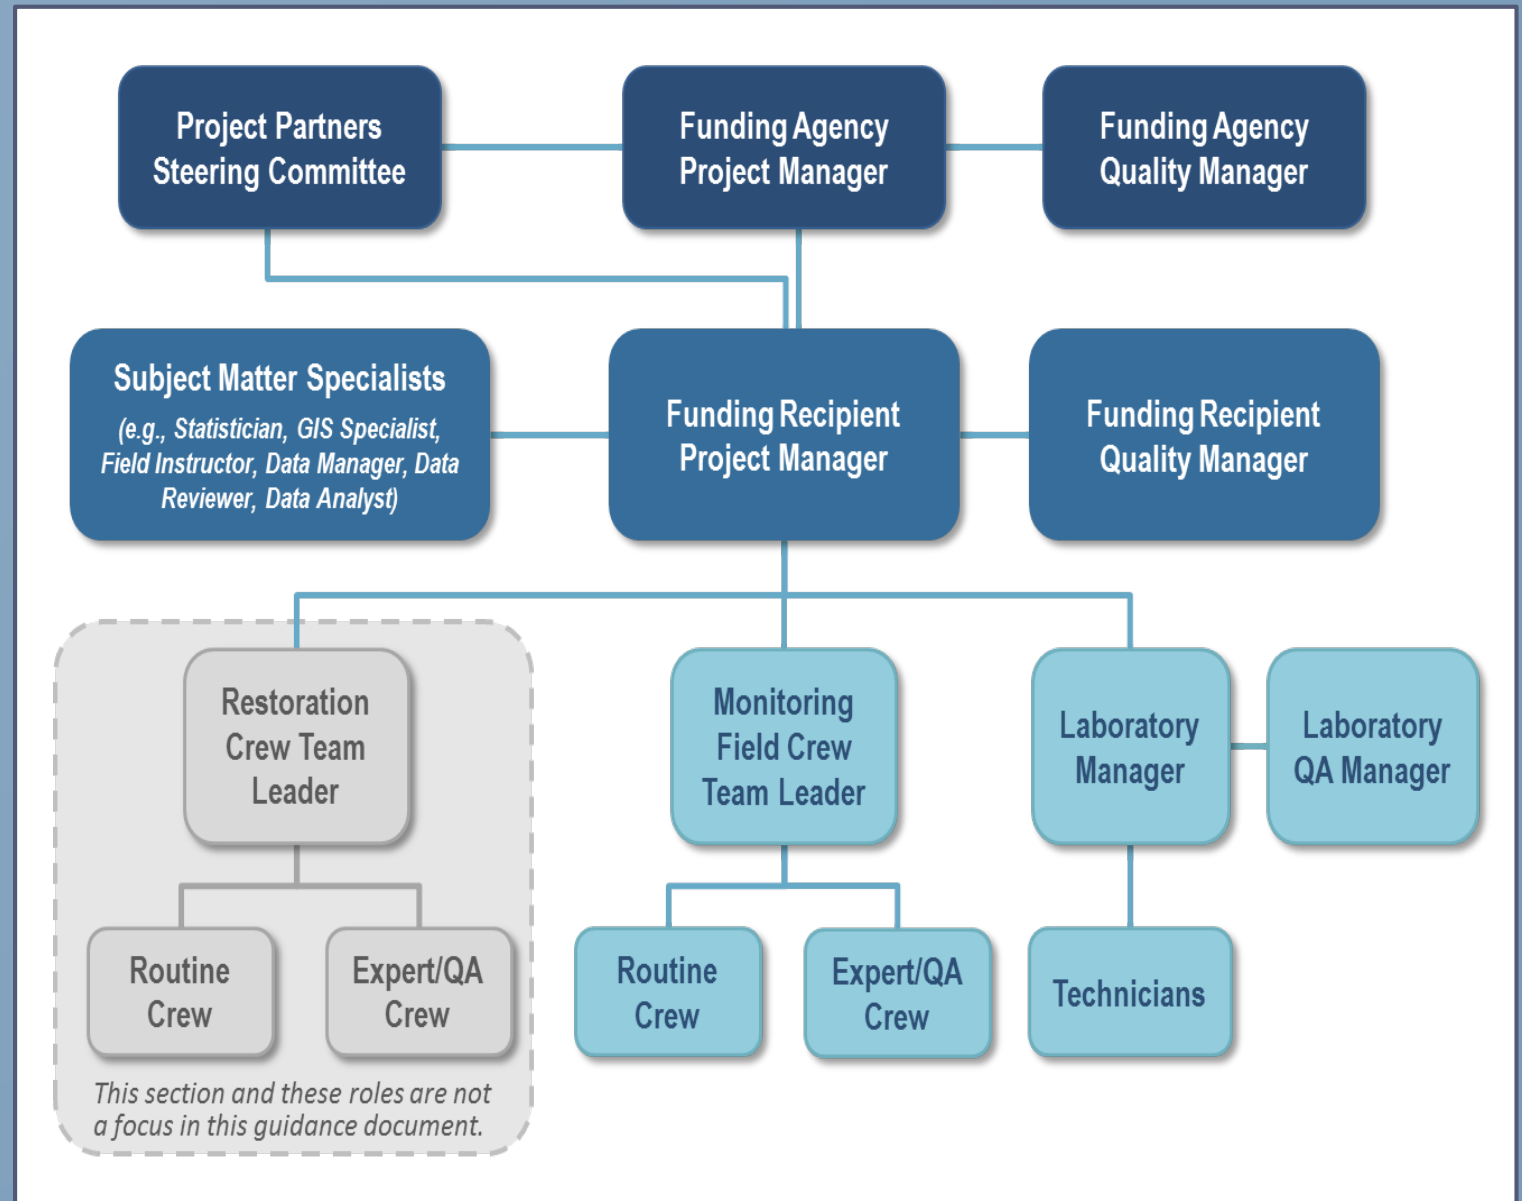 Project Partners
Steering Committee
Funding Agency
Project Manager
Funding Agency
Quality Manager
Subject Matter Specialists
(e.g., Statistician, GIS Specialist,
Field Instructor, Data Manager, Data
Reviewer, Data Analyst)
Funding Recipient
Project Manager
Funding Recipient
Quality Manager
Restoration
Crew Team
Leader
Monitoring
Field Crew
Team Leader
Laboratory
Manager
Laboratory
QA Manager
Routine
Crew
Expert/QA
Crew
Routine
Crew
Expert/QA
Crew
Technicians
This section and these roles are not
a focus in this guidance document.